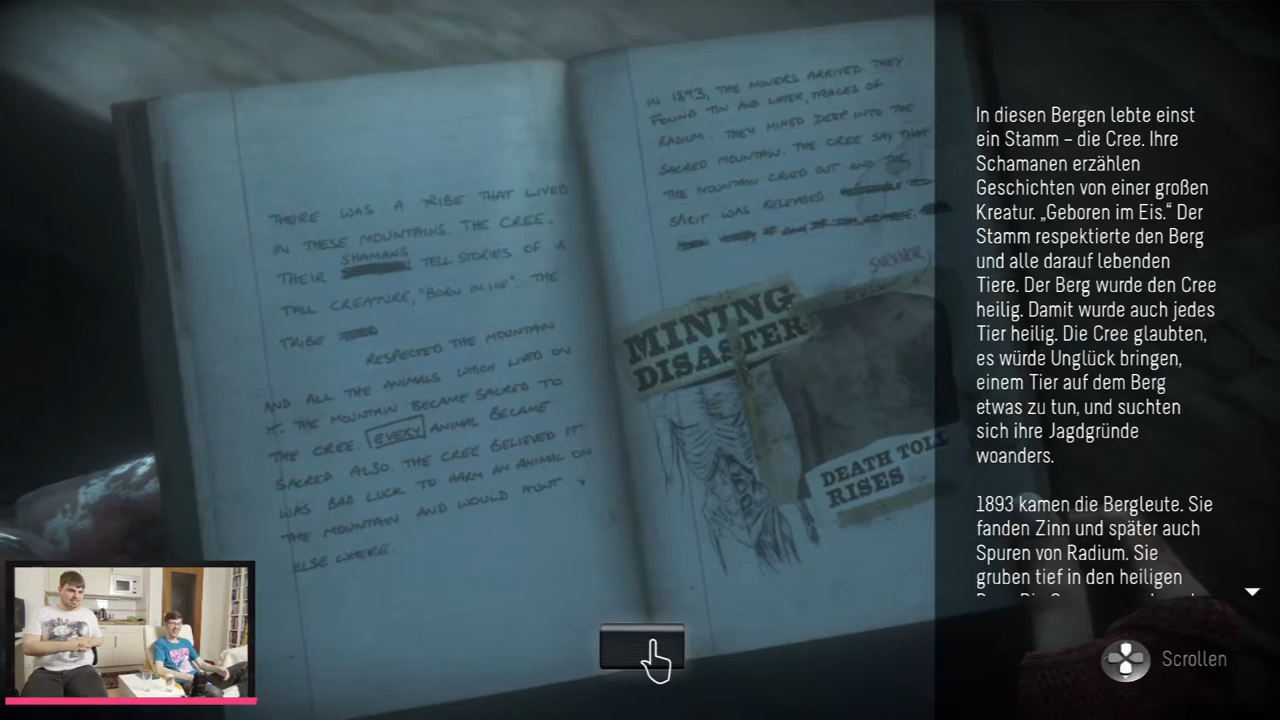 THERE WAS A TRIBE THAT LIVED
IN THESE MOUNTAINS. THE CREE.
SHAMANS
THEIR TELL STORIES OF A
TALL CREATURE, "BORN IN ICE". THE
TRIBE
RESPECTED THE MOUNTAIN
AND ALL THE ANIMALS WHICH LIVED ON
IT. THE MOUNTAIN BECAME SACRED TO
THE CREE. EVERY ANIMAL BECAME
SACRED ALSO. THE CREE BELIEVED IT
WAS BAD LUCK TO HARM AN ANIMAL ON
THE MOUNTAIN AND WOULD HUNT
ELSE WHERE.
IN 1893, THE MINERS ARRIVED. THEY
FOUND TIN AND LATER, TRACES OF
RADIUM. THEY MINED DEEP INTO THE
SACRED MOUNTAIN. THE CREE SAY THAT
THE MOUNTAIN CRIED OUT AND THE
WAS RELEASED
SURVIVOR
MINING
DISASTER
DEATH TOLL
RISES
In diesen Bergen lebte einst
ein Stamm – die Cree. Ihre
Schamanen erzählen
Geschichten von einer großen
Kreatur. „Geboren im Eis.“ Der
Stamm respektierte den Berg
und alle darauf lebenden
Tiere. Der Berg wurde den Cree
heilig. Damit wurde auch jedes
Tier heilig. Die Cree glaubten,
es würde Unglück bringen,
einem Tier auf dem Berg
etwas zu tun, und suchten
sich ihre Jagdgründe
woanders.
1893 kamen die Bergleute. Sie
fanden Zinn und später auch
Spuren von Radium. Sie
gruben tief in den heiligen
Scrollen